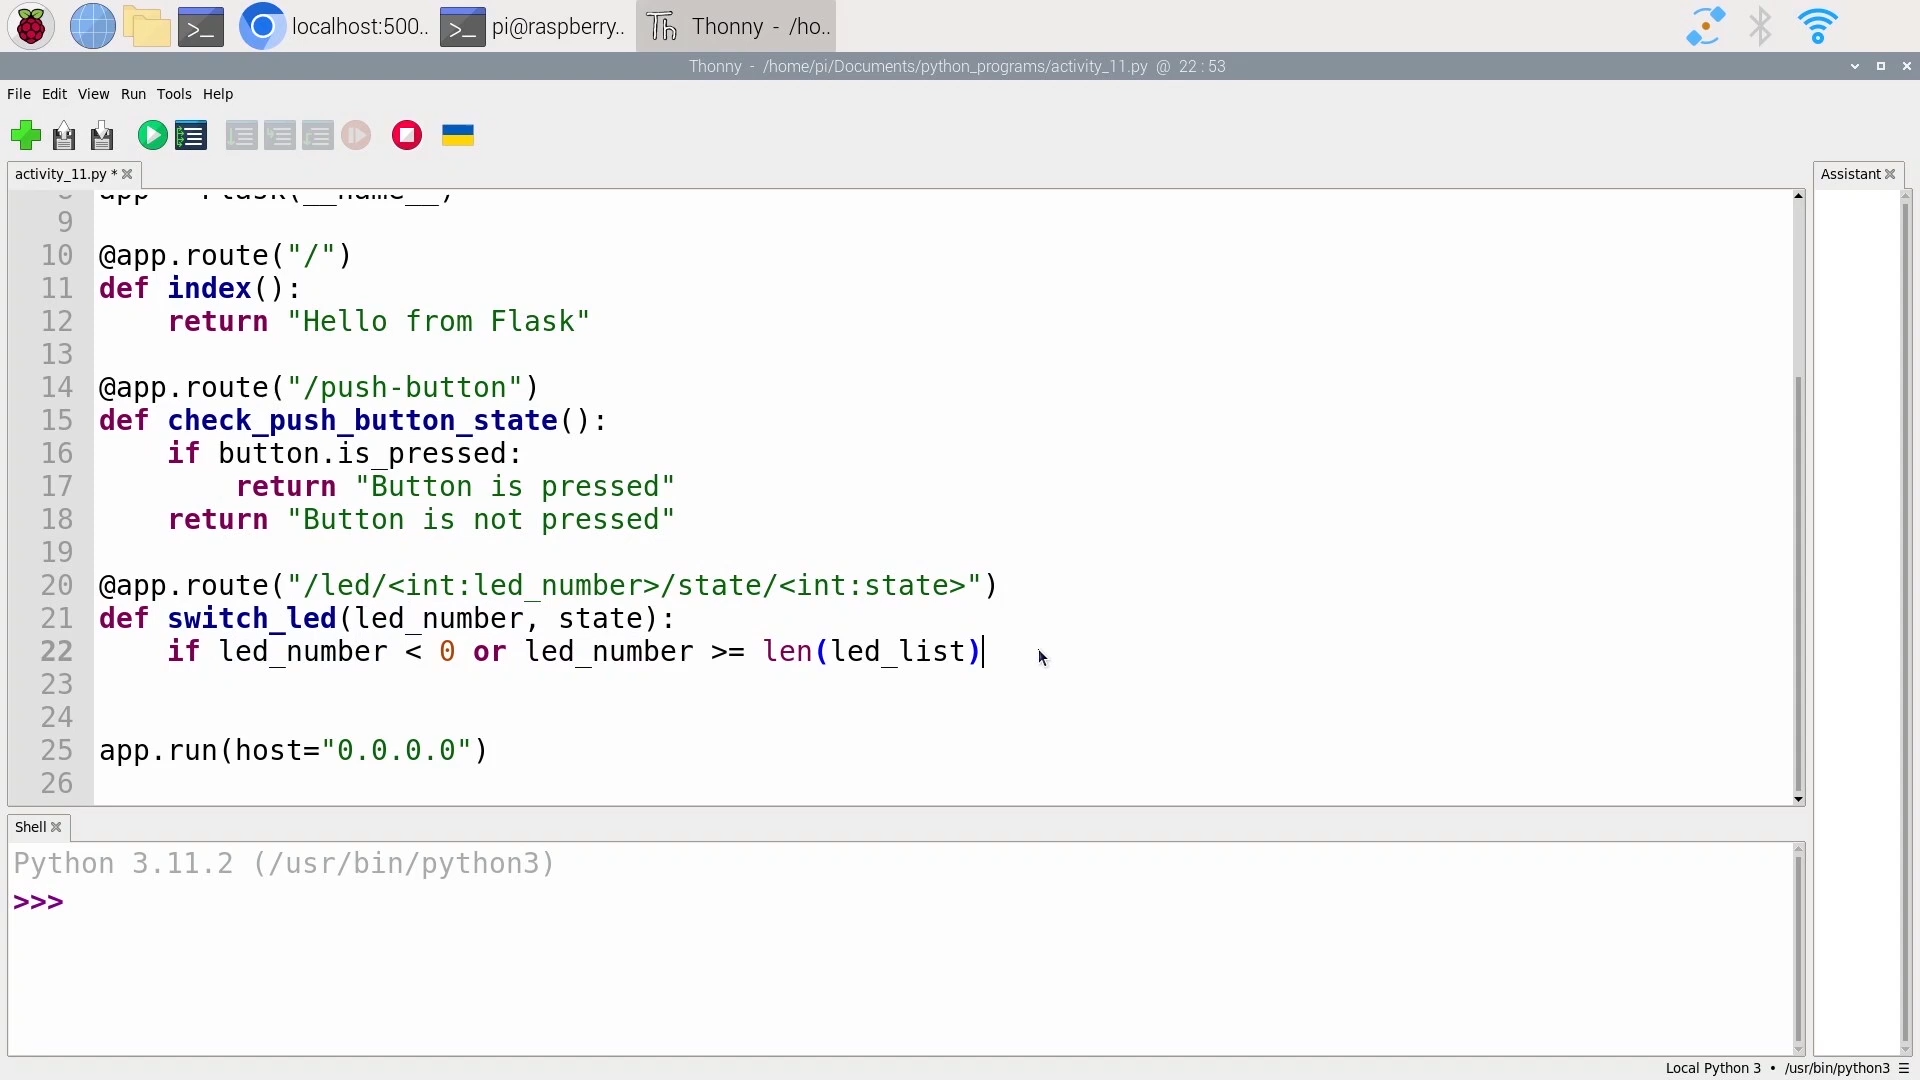 localhost:500..
pi@raspberry..
Th Thonny - /ho..
Thonny - /home/pi/Documents/python_programs/activity_11.py @ 22 : 53
File Edit View Run Tools Help
activity_11.py *
Assistant
9
10 @app.route("/")
11 def index():
12 return "Hello from Flask"
13
14 @app.route("/push-button")
15 def check_push_button_state():
16 if button.is_pressed:
17 return "Button is pressed"
18 return "Button is not pressed"
19
20 @app.route("/led/<int:led_number>/state/<int:state>")
21 def switch_led(led_number, state):
22 if led_number < 0 or led_number >= len(led_list)
23
24
25 app.run(host="0.0.0.0")
26
Shell
Python 3.11.2 (/usr/bin/python3)
>>>
Local Python 3 • /usr/bin/python3 ☰